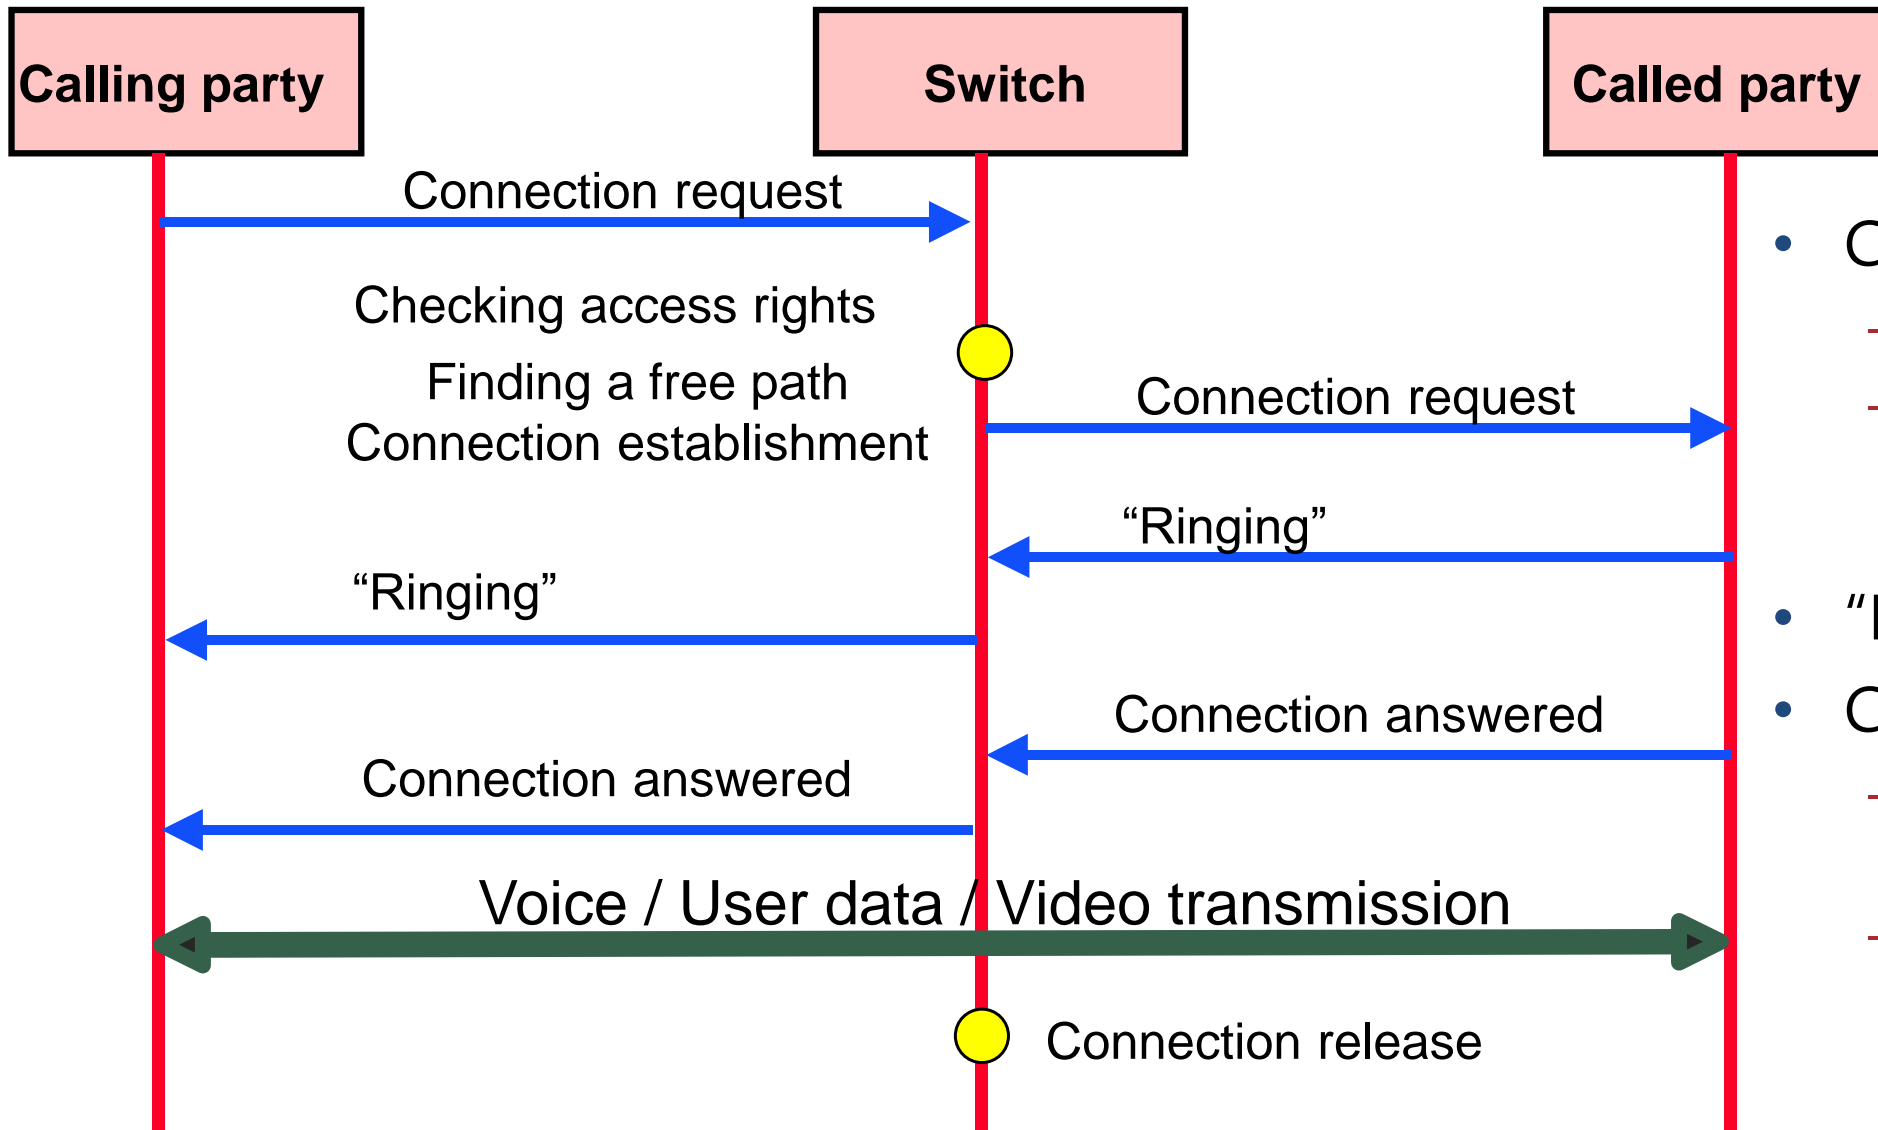 Calling party
Switch
Called party
Connection request
Checking access rights
Finding a free path
Connection establishment
Connection request
“Ringing”
“Ringing”
Connection answered
Connection answered
Voice / User data / Video transmission
Connection release